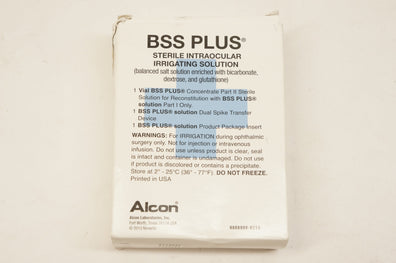 BSS PLUS®
STERILE INTRAOCULAR
IRRIGATING SOLUTION
(balanced salt solution enriched with bicarbonate,
dextrose, and glutathione)
1 Vial BSS PLUS® Concentrate Part II Sterile
Solution for Reconstitution with BSS PLUS®
solution Part I Only.
1 BSS PLUS® solution Dual Spike Transfer
Device
1 BSS PLUS® solution Product Package Insert
WARNINGS: For IRRIGATION during ophthalmic
surgery only. Not for injection or intravenous
infusion. Do not use unless product is clear, seal
is intact and container is undamaged. Do not use
if product is discolored or contains a precipitate.
Store at 2° - 25°C (36° - 77°F). DO NOT FREEZE.
Printed in USA
Alcon®
Alcon Laboratories, Inc.
Fort Worth, Texas 76134 USA